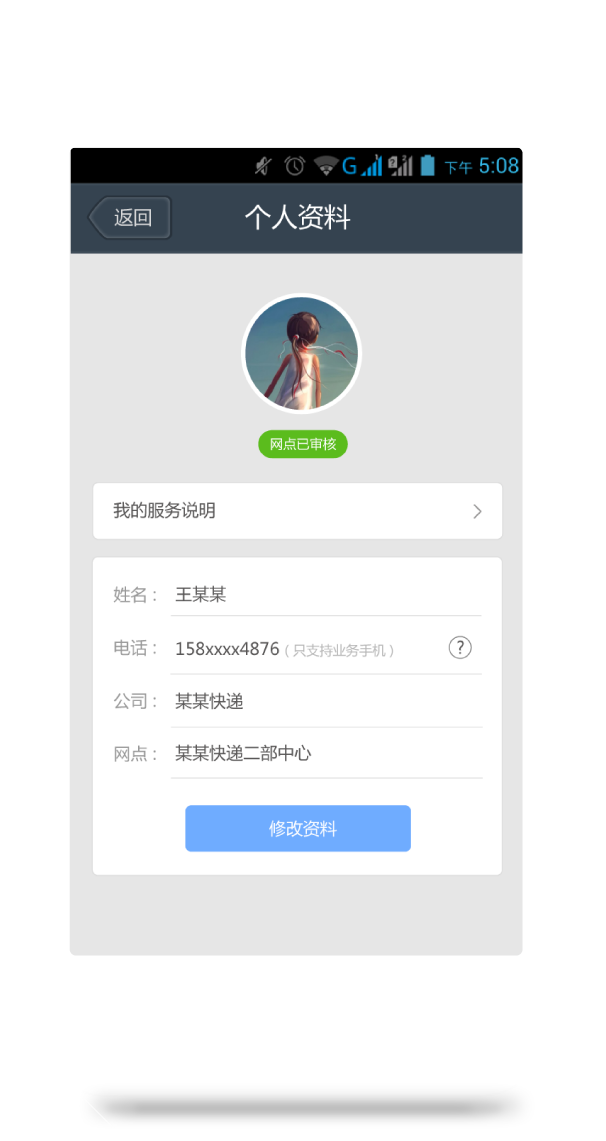 G 下午 5:08
返回 个人资料
网点已审核
我的服务说明
姓名： 王某某
电话： 158xxxx4876（只支持业务手机） ?
公司： 某某快递
网点： 某某快递二部中心
修改资料